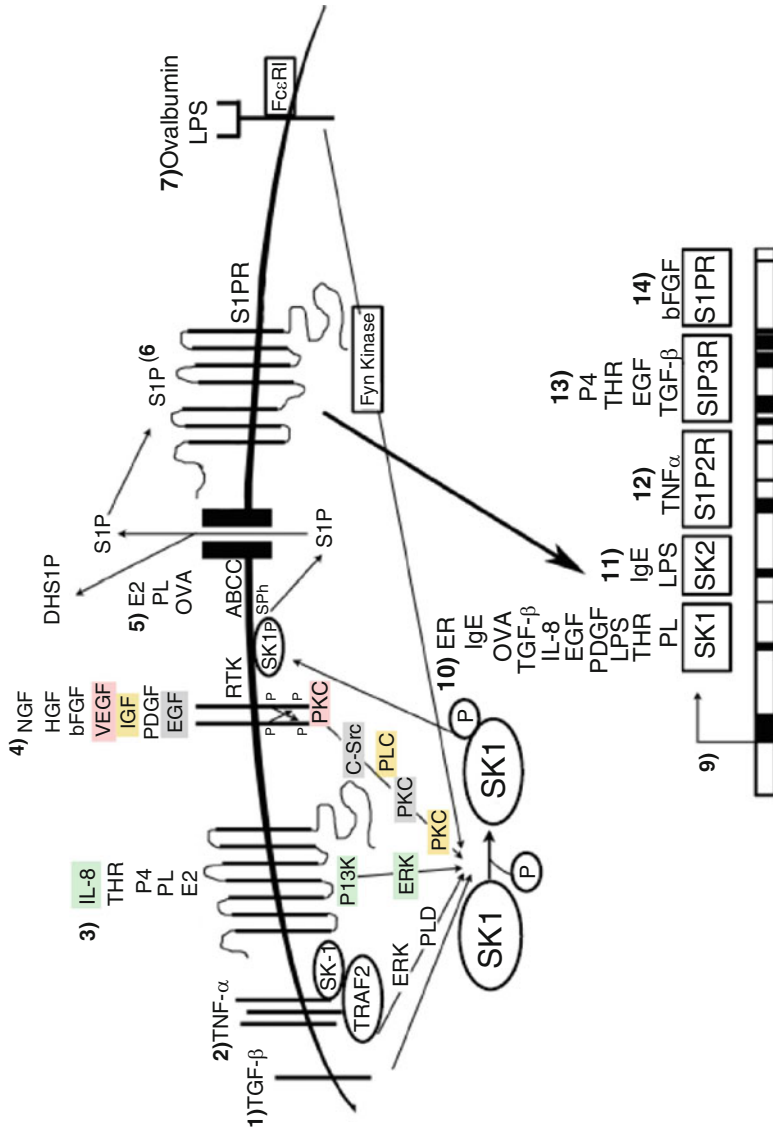 1)TGF-β
2)TNF-α
SK-1
TRAF2
ERK
PLD
3)
IL-8
THR
P4
PL
E2
P13K
ERK
4)
NGF
HGF
bFGF
VEGF
IGF
PDGF
EGF
RTK
P
P
P
P
PKC
C-Src
PLC
PKC
PKC
5) E2
PL
OVA
ABCC
SK1P
SPh
S1P
S1P
DHS1P
S1P(6
S1PR
7)Ovalbumin
LPS
FcεRI
Fyn Kinase
SK1
P
SK1
P
9)
10) ER
IgE
OVA
TGF-β
IL-8
EGF
PDGF
LPS
THR
PL
SK1
11)
IgE
LPS
SK2
12)
TNFα
S1P2R
13)
P4
THR
EGF
TGF-β
SIP3R
14)
bFGF
S1PR